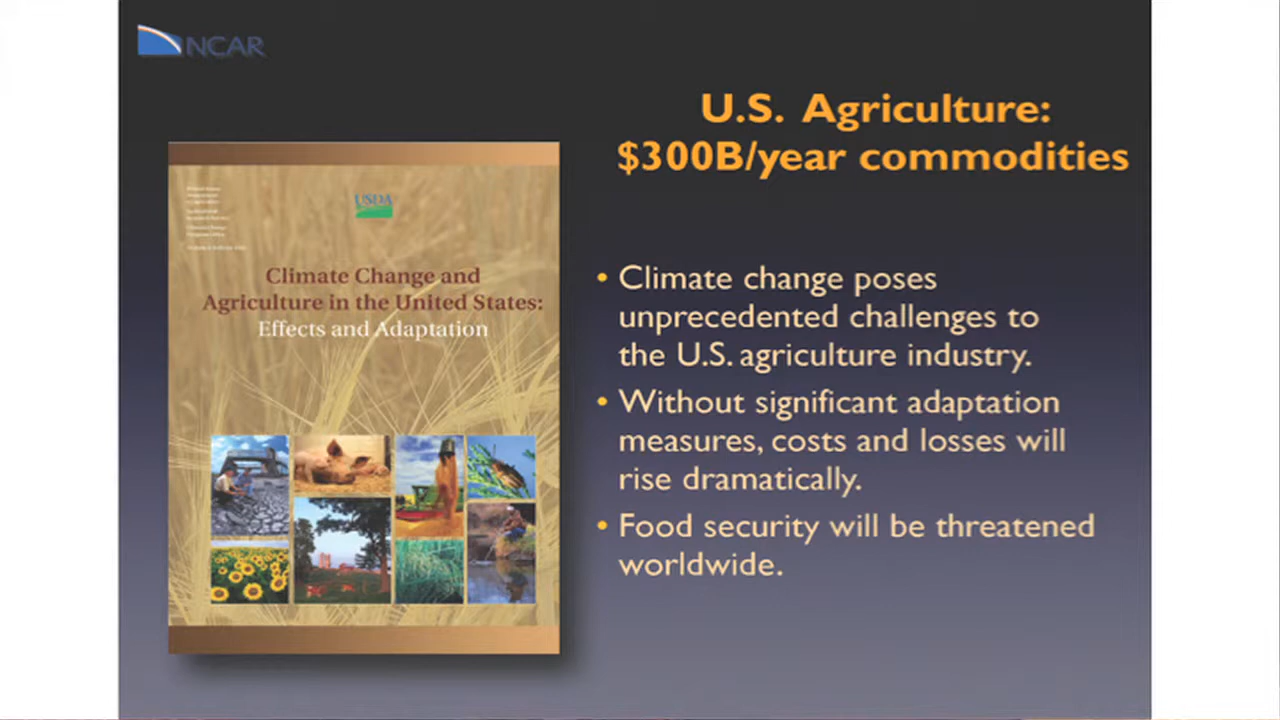 NCAR
U.S. Agriculture:
$300B/year commodities
USDA
Climate Change and
Agriculture in the United States:
Effects and Adaptation
• Climate change poses
unprecedented challenges to
the U.S. agriculture industry.
• Without significant adaptation
measures, costs and losses will
rise dramatically.
• Food security will be threatened
worldwide.